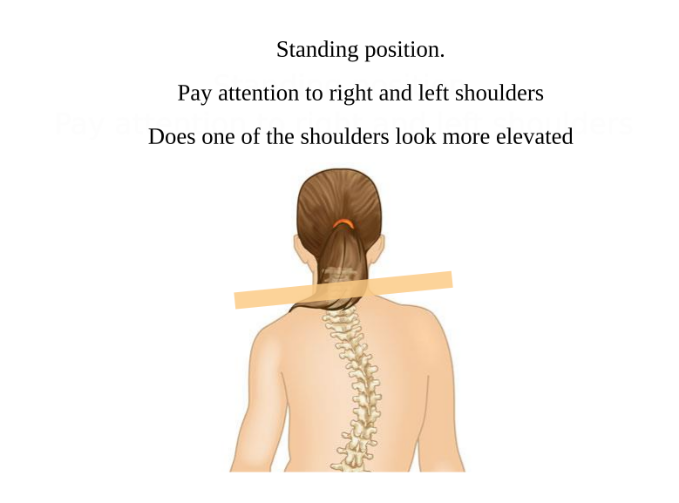 Standing position.
Pay attention to right and left shoulders
Does one of the shoulders look more elevated